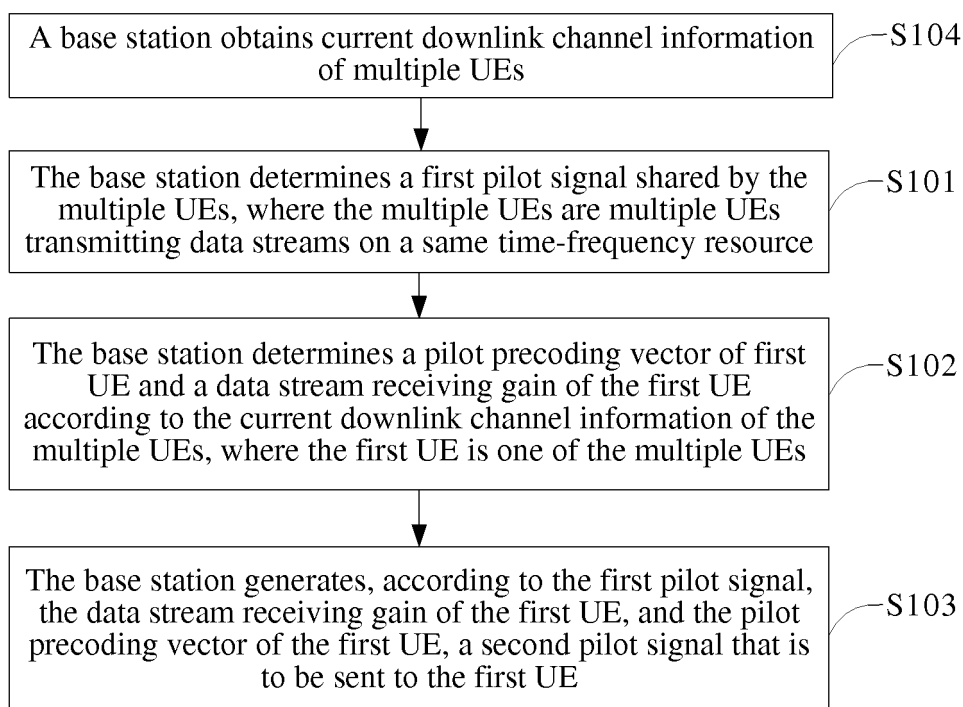 A base station obtains current downlink channel information
of multiple UEs
S104
The base station determines a first pilot signal shared by the
multiple UEs, where the multiple UEs are multiple UEs
transmitting data streams on a same time-frequency resource
S101
The base station determines a pilot precoding vector of first
UE and a data stream receiving gain of the first UE
according to the current downlink channel information of the
multiple UEs, where the first UE is one of the multiple UEs
S102
The base station generates, according to the first pilot signal,
the data stream receiving gain of the first UE, and the pilot
precoding vector of the first UE, a second pilot signal that is
to be sent to the first UE
S103